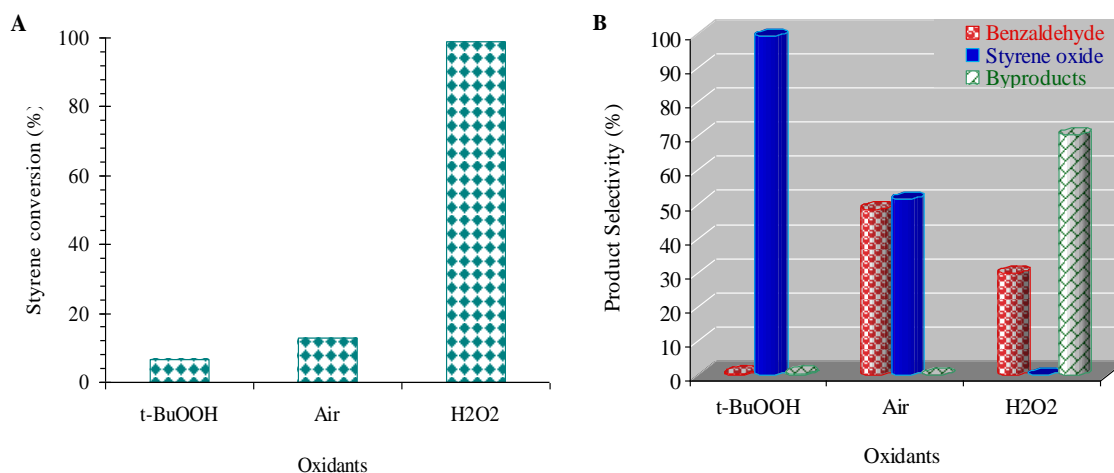 A
Styrene conversion (%)
100
80
60
40
20
0
t-BuOOH
Air
H2O2
Oxidants
B
Product Selectivity (%)
100
90
80
70
60
50
40
30
20
10
0
Benzaldehyde
Styrene oxide
Byproducts
t-BuOOH
Air
H2O2
Oxidants